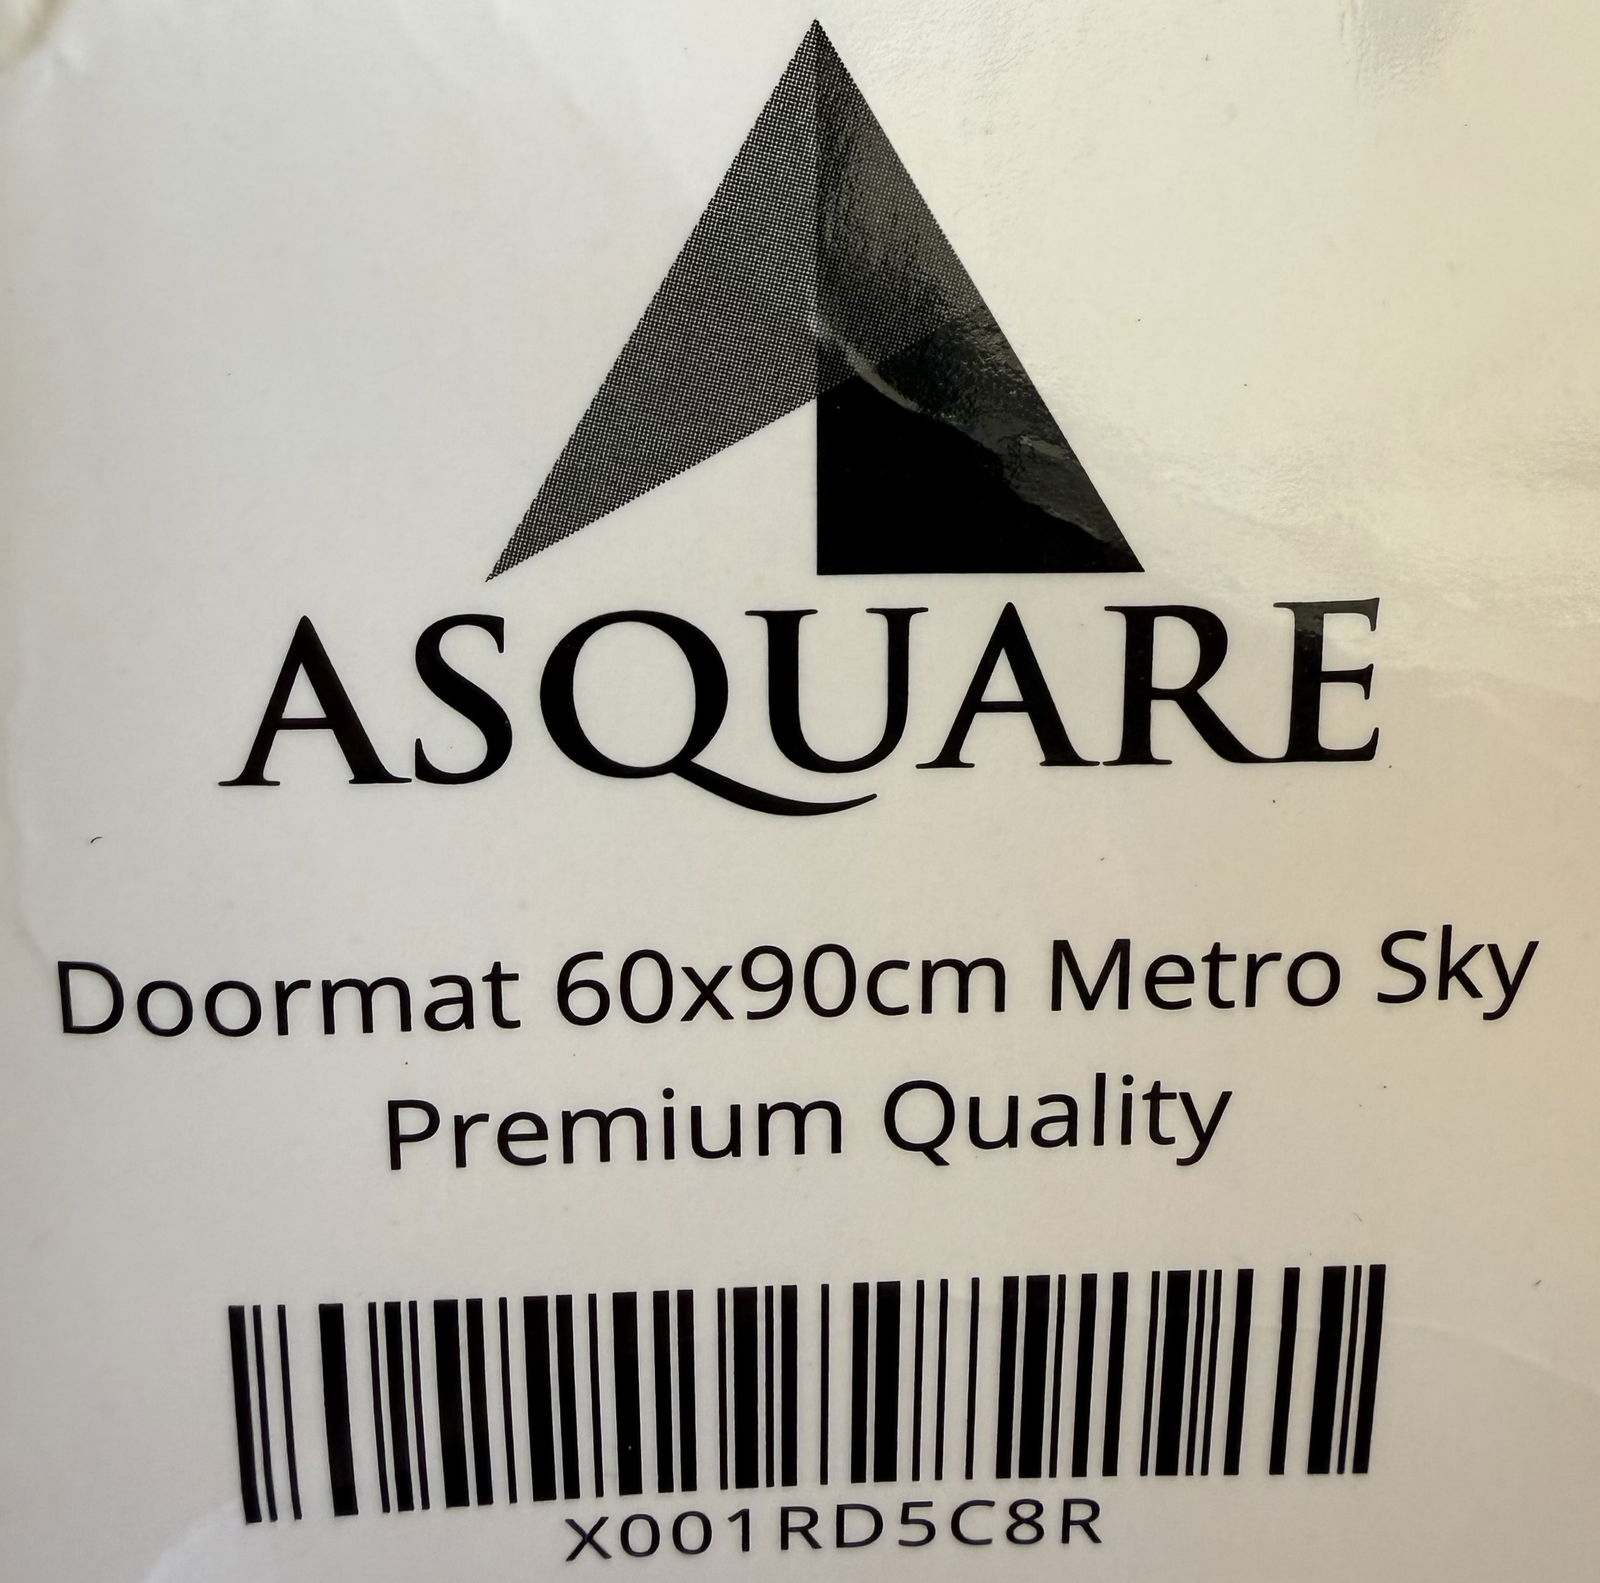 ASQUARE
Doormat 60x90cm Metro Sky
Premium Quality
X001RD5C8R